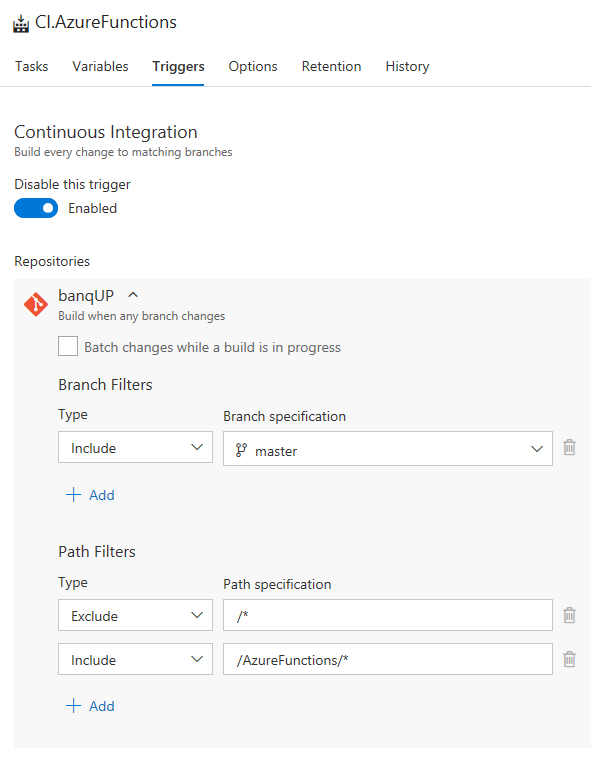 CI.AzureFunctions
Tasks Variables Triggers Options Retention History
Continuous Integration
Build every change to matching branches
Disable this trigger
Enabled
Repositories
banqUP
Build when any branch changes
Batch changes while a build is in progress
Branch Filters
Type Branch specification
Include master
Add
Path Filters
Type Path specification
Exclude /*
Include /AzureFunctions/*
Add